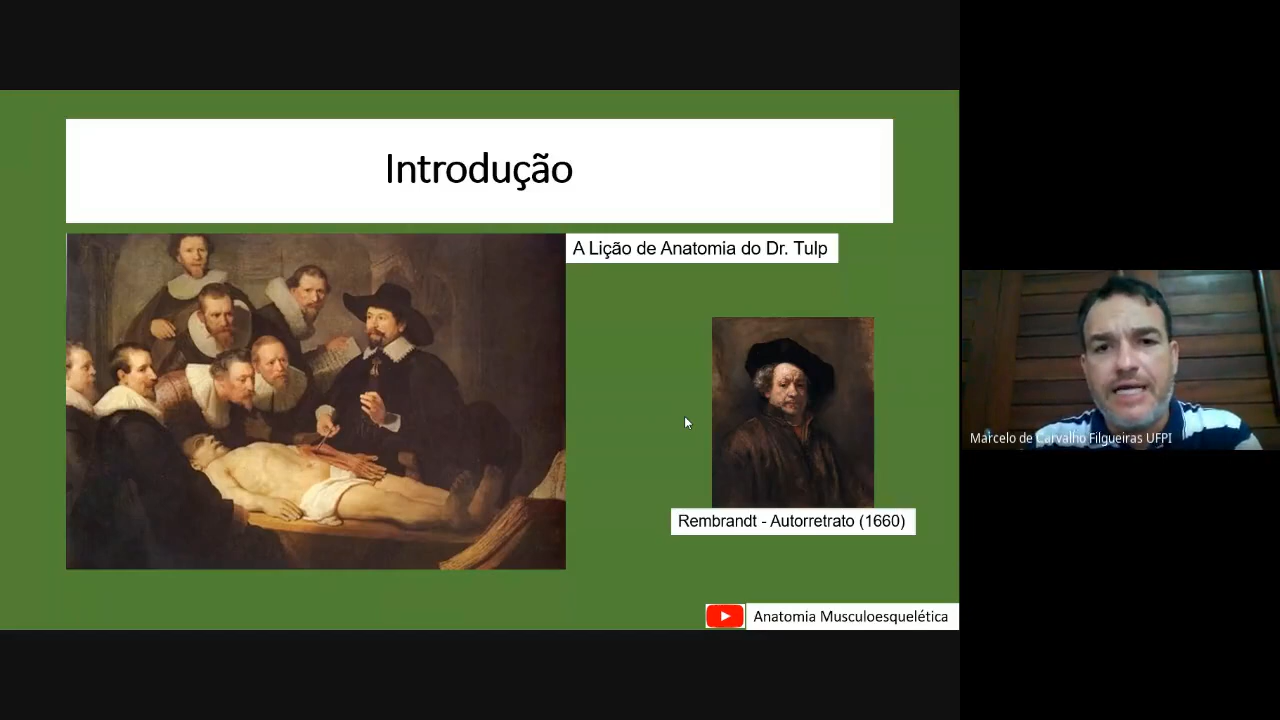 Introdução
A Lição de Anatomia do Dr. Tulp
Rembrandt - Autorretrato (1660)
Anatomia Musculoesquelética
Marcelo de Carvalho Filgueiras UFPI